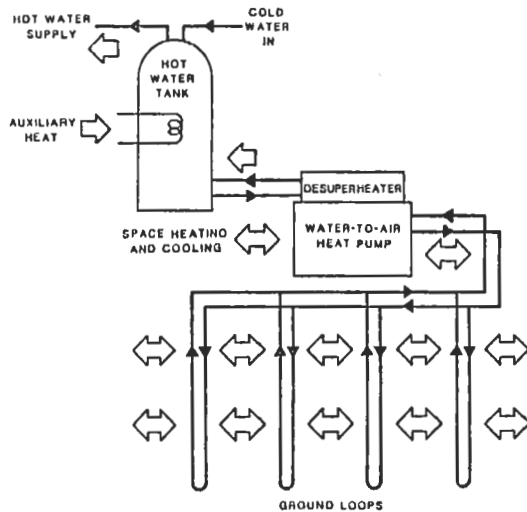 HOT WATER
SUPPLY
COLD
WATER
IN
HOT
WATER
TANK
AUXILIARY
HEAT
DESUPERHEATER
SPACE HEATINO
AND COOLING
WATER-TO-AIR
HEAT PUMP
GROUND LOOPS